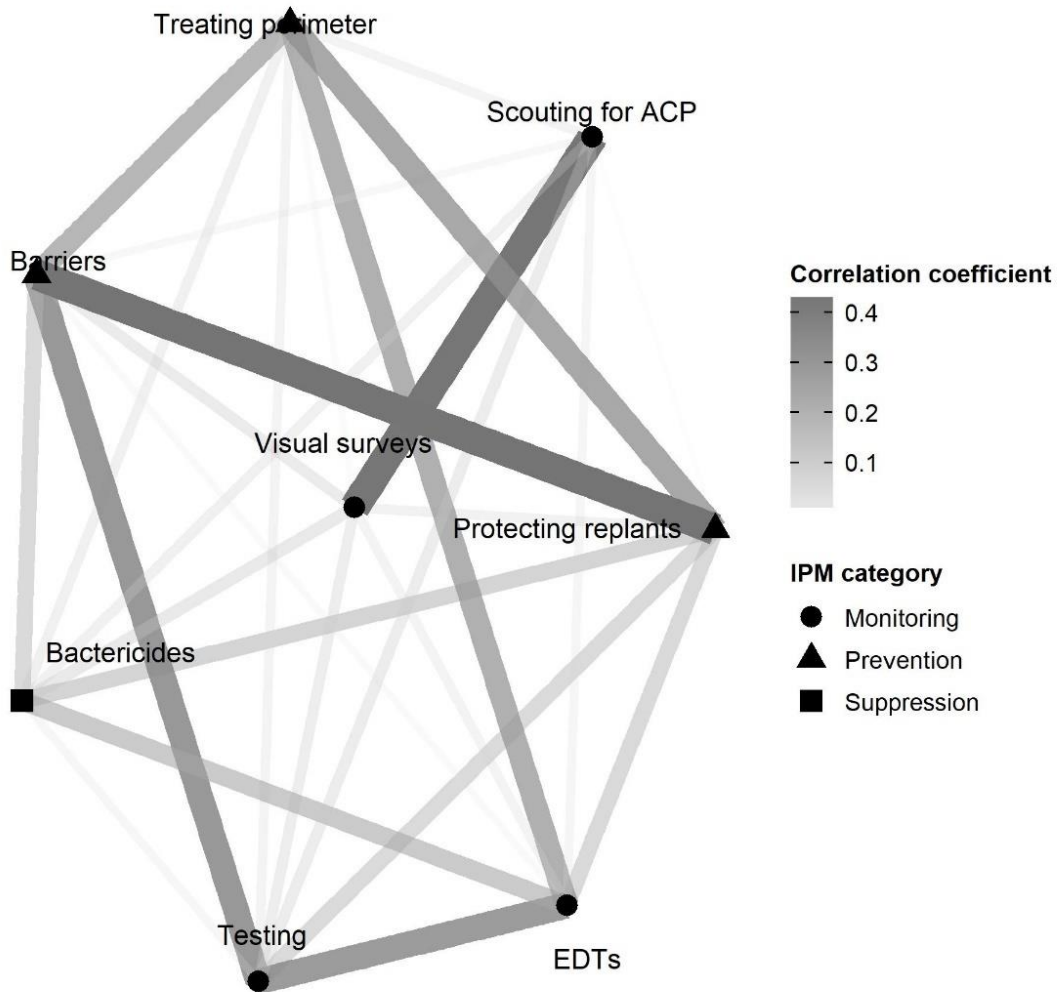 Treating perimeter
Scouting for ACP
Barriers
Visual surveys
Protecting replants
Bactericides
Testing
EDTs
Correlation coefficient
0.4
0.3
0.2
0.1
IPM category
Monitoring
Prevention
Suppression